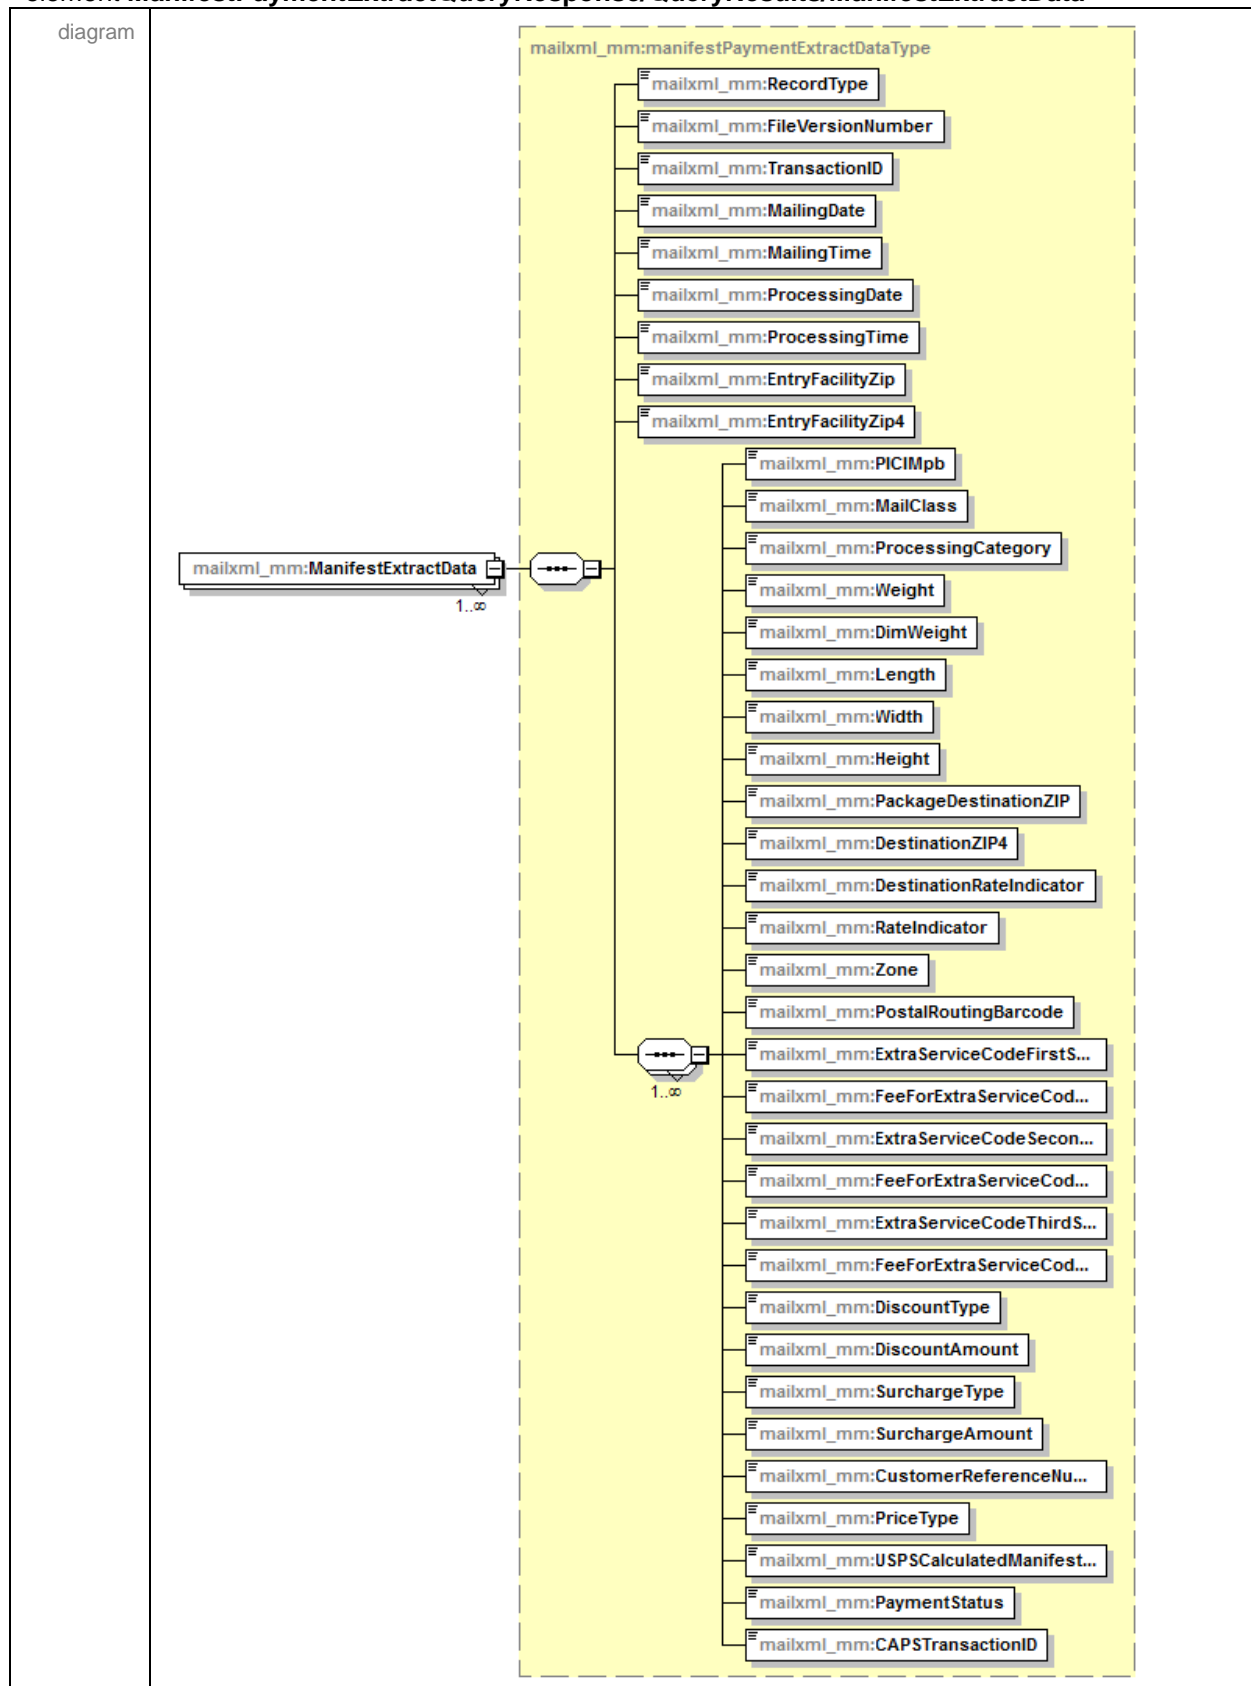 element ManifestPaymentExtractQueryResponse/QueryResults/ManifestExtractData
diagram
mailxml_mm:manifestPaymentExtractDataType
mailxml_mm:RecordType
mailxml_mm:FileVersionNumber
mailxml_mm:TransactionID
mailxml_mm:MailingDate
mailxml_mm:MailingTime
mailxml_mm:ProcessingDate
mailxml_mm:ProcessingTime
mailxml_mm:EntryFacilityZip
mailxml_mm:EntryFacilityZip4
mailxml_mm:PICIMpb
mailxml_mm:MailClass
mailxml_mm:ProcessingCategory
mailxml_mm:ManifestExtractData
1..∞
mailxml_mm:Weight
mailxml_mm:DimWeight
mailxml_mm:Length
mailxml_mm:Width
mailxml_mm:Height
mailxml_mm:PackageDestinationZIP
mailxml_mm:DestinationZIP4
mailxml_mm:DestinationRateIndicator
mailxml_mm:RateIndicator
mailxml_mm:Zone
mailxml_mm:PostalRoutingBarcode
mailxml_mm:ExtraServiceCodeFirstS...
1..∞
mailxml_mm:FeeForExtraServiceCod...
mailxml_mm:ExtraServiceCodeSecon...
mailxml_mm:FeeForExtraServiceCod...
mailxml_mm:ExtraServiceCodeThirdS...
mailxml_mm:FeeForExtraServiceCod...
mailxml_mm:DiscountType
mailxml_mm:DiscountAmount
mailxml_mm:SurchargeType
mailxml_mm:SurchargeAmount
mailxml_mm:CustomerReferenceNu...
mailxml_mm:PriceType
mailxml_mm:USPSCalculatedManifest...
mailxml_mm:PaymentStatus
mailxml_mm:CAPSTransactionID